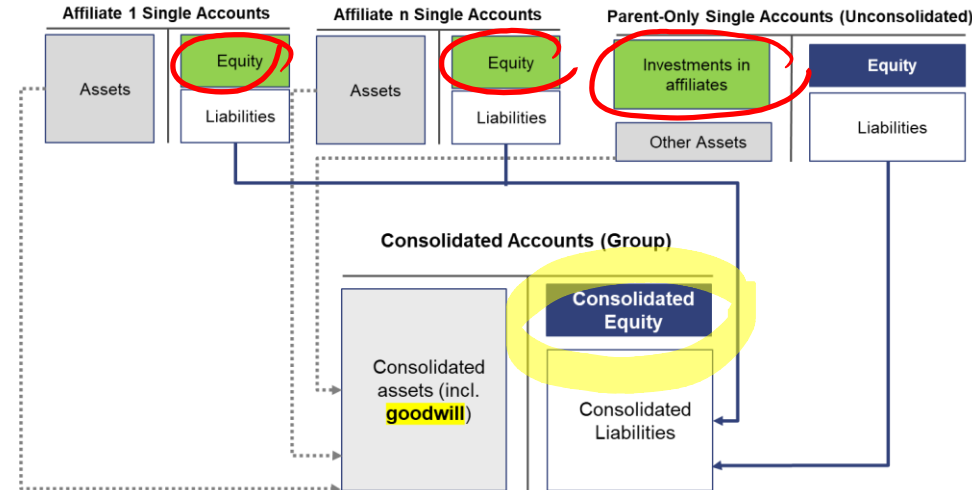 Affiliate 1 Single Accounts
Affiliate n Single Accounts
Parent-Only Single Accounts (Unconsolidated)
Assets
Equity
Liabilities
Assets
Equity
Liabilities
Investments in
affiliates
Other Assets
Equity
Liabilities
Consolidated Accounts (Group)
Consolidated
assets (incl.
goodwill)
Consolidated
Equity
Consolidated
Liabilities